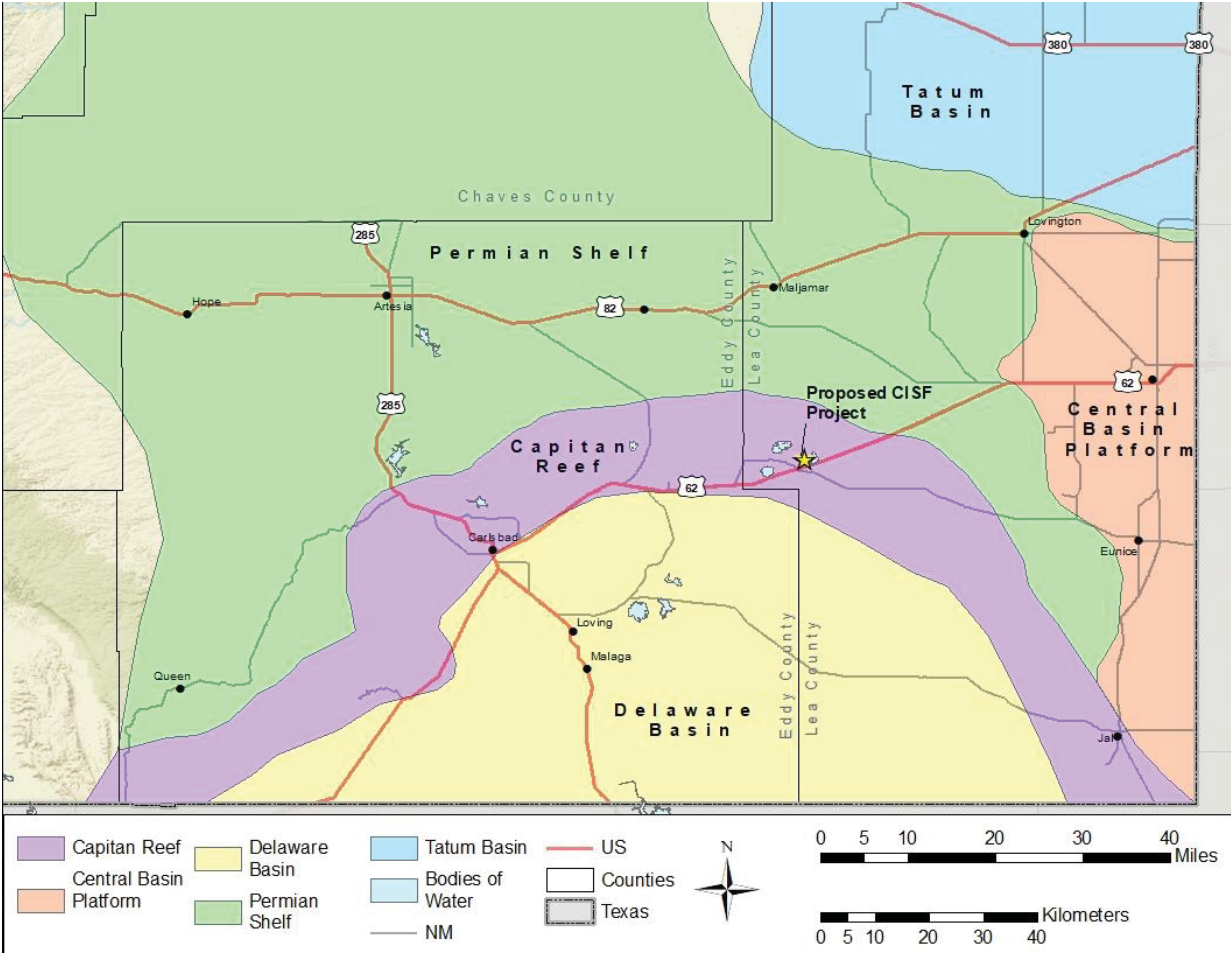 380
380
Tatum
Basin
Chaves County
Lovington
285
Permian Shelf
Eddy County
Lea County
Maljamar
Hope
Artesia
82
285
62
Proposed CISF
Project
Central
Basin
Platform
Capitan
Reef
62
Carlsbad
Eunice
Loving
Malaga
Eddy County
Lea County
Queen
Delaware
Basin
Jal
Capitan Reef
Central Basin
Platform
Delaware
Basin
Permian
Shelf
Tatum Basin
Bodies of
Water
NM
US
Counties
Texas
N
0 5 10 20 30 40
Miles
Kilometers
0 5 10 20 30 40